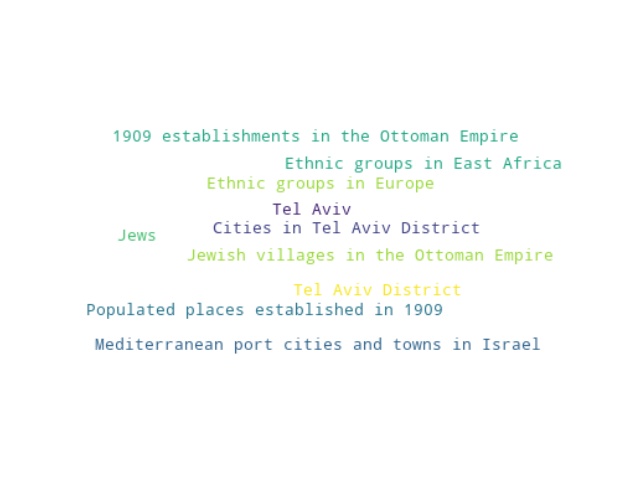 1909 establishments in the Ottoman Empire
Ethnic groups in East Africa
Ethnic groups in Europe
Tel Aviv
Cities in Tel Aviv District
Jews
Jewish villages in the Ottoman Empire
Tel Aviv District
Populated places established in 1909
Mediterranean port cities and towns in Israel